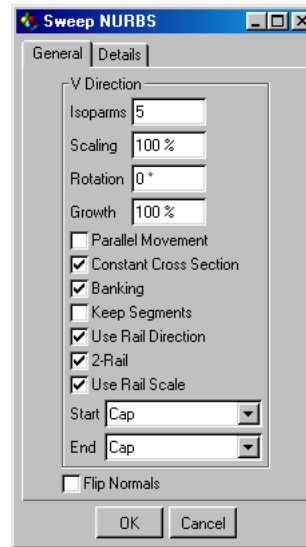 Sweep NURBS
General Details
V Direction
Isoparms 5
Scaling 100 %
Rotation 0 °
Growth 100 %
Parallel Movement
Constant Cross Section
Banking
Keep Segments
Use Rail Direction
2-Rail
Use Rail Scale
Start Cap
End Cap
Flip Normals
OK Cancel